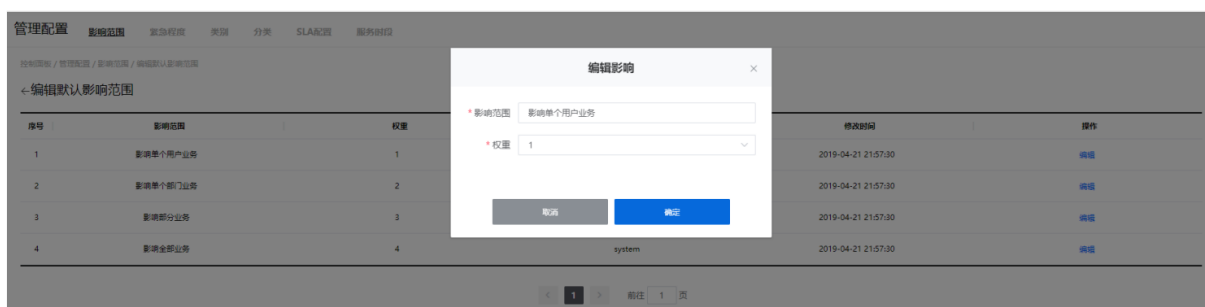 管理配置 影响范围 紧急程度 类别 分类 SLA配置 服务时段
控制面板 / 管理配置 / 影响范围 / 编辑默认影响范围
←编辑默认影响范围
编辑影响 ×
* 影响范围 影响单个用户业务
* 权重 1
取消 确定
序号 影响范围 权重 修改时间 操作
1 影响单个用户业务 1 2019-04-21 21:57:30 编辑
2 影响单个部门业务 2 2019-04-21 21:57:30 编辑
3 影响部分业务 3 2019-04-21 21:57:30 编辑
4 影响全部业务 4 system 2019-04-21 21:57:30 编辑
< 1 > 前往 1 页